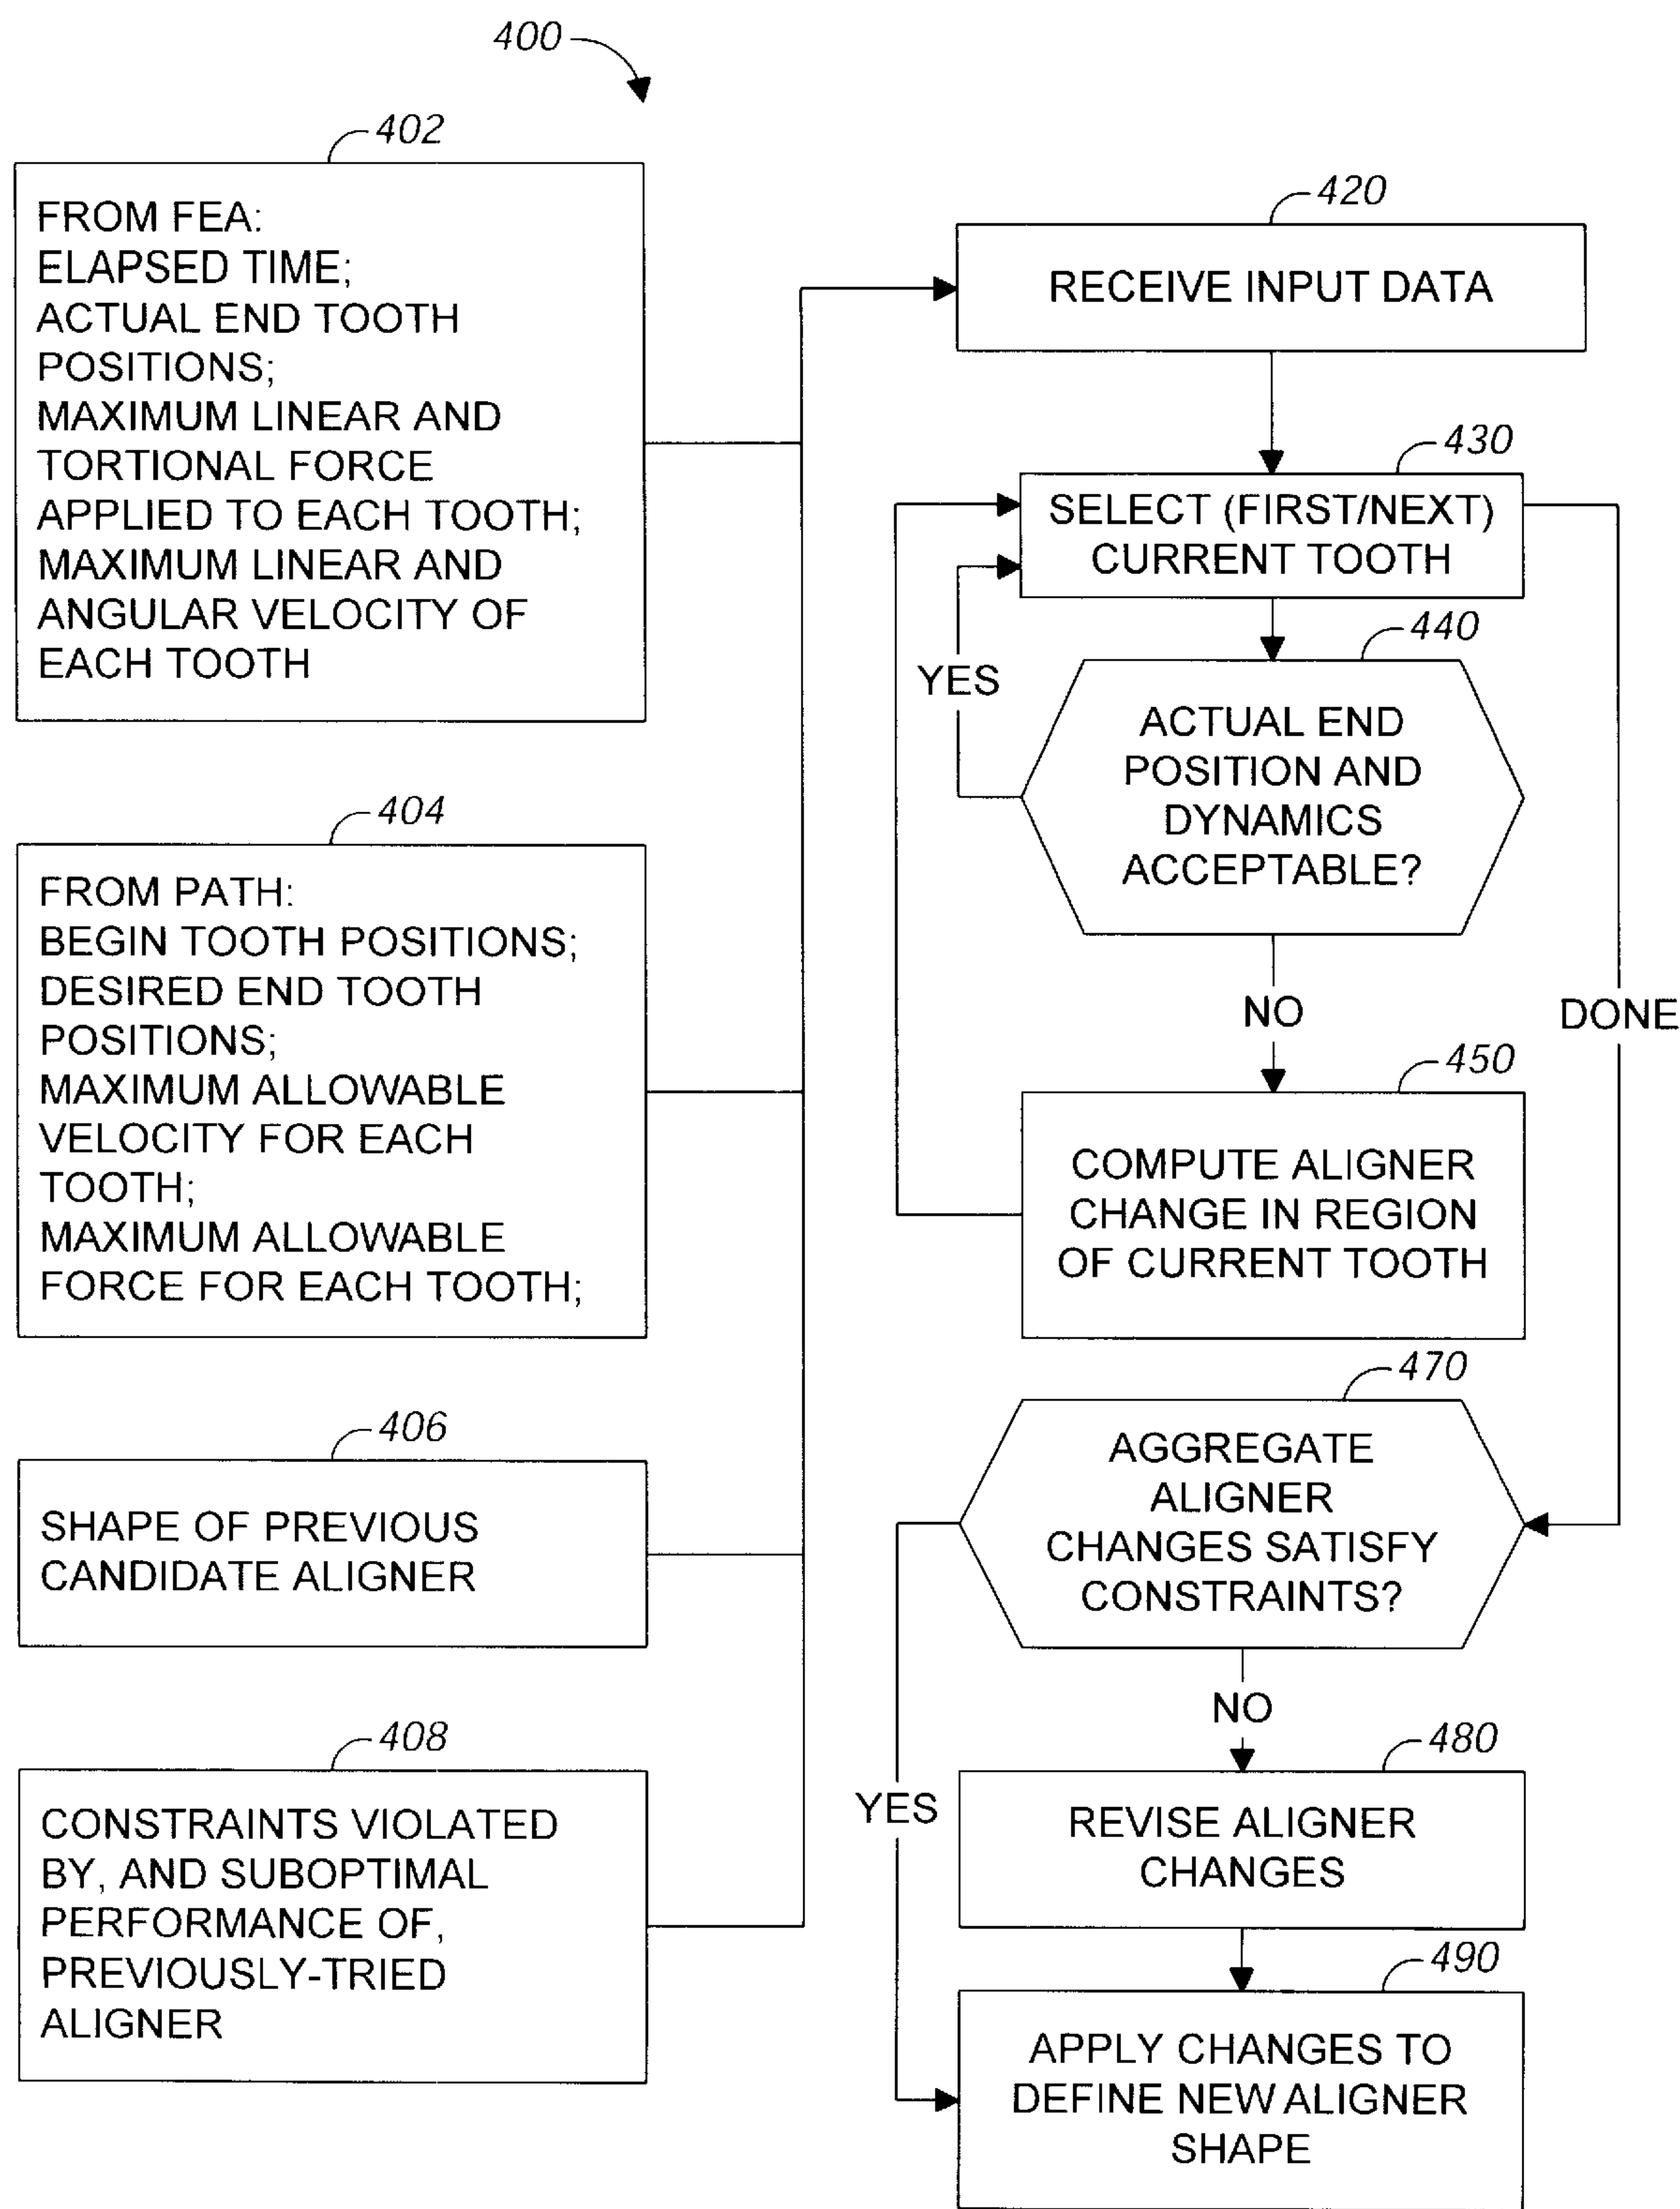 400
402
FROM FEA:
ELAPSED TIME;
ACTUAL END TOOTH
POSITIONS;
MAXIMUM LINEAR AND
TORTIONAL FORCE
APPLIED TO EACH TOOTH;
MAXIMUM LINEAR AND
ANGULAR VELOCITY OF
EACH TOOTH
404
FROM PATH:
BEGIN TOOTH POSITIONS;
DESIRED END TOOTH
POSITIONS;
MAXIMUM ALLOWABLE
VELOCITY FOR EACH
TOOTH;
MAXIMUM ALLOWABLE
FORCE FOR EACH TOOTH;
406
SHAPE OF PREVIOUS
CANDIDATE ALIGNER
408
CONSTRAINTS VIOLATED
BY, AND SUBOPTIMAL
PERFORMANCE OF,
PREVIOUSLY-TRIED
ALIGNER
420
RECEIVE INPUT DATA
430
SELECT (FIRST/NEXT)
CURRENT TOOTH
440
YES
ACTUAL END
POSITION AND
DYNAMICS
ACCEPTABLE?
NO
DONE
450
COMPUTE ALIGNER
CHANGE IN REGION
OF CURRENT TOOTH
470
AGGREGATE
ALIGNER
CHANGES SATISFY
CONSTRAINTS?
NO
YES
480
REVISE ALIGNER
CHANGES
490
APPLY CHANGES TO
DEFINE NEW ALIGNER
SHAPE